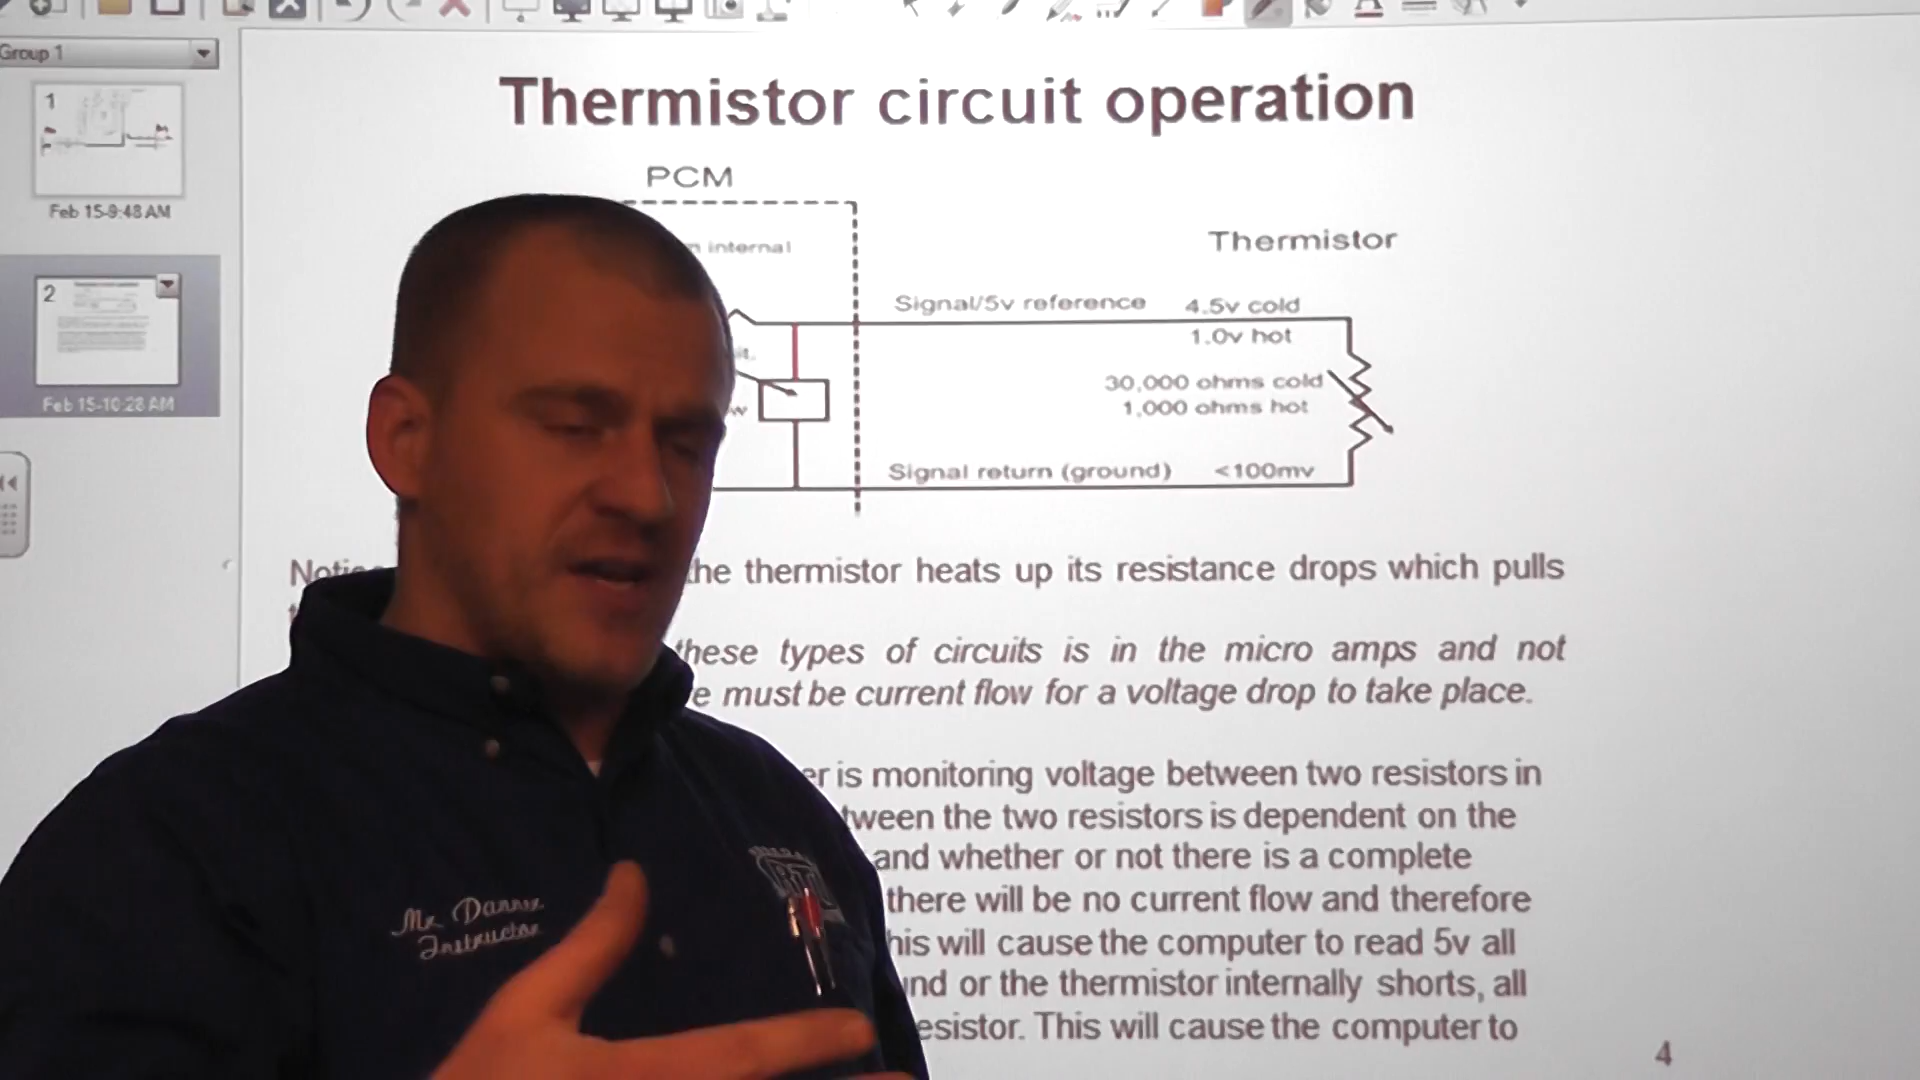 Group 1
Thermistor circuit operation
1
PCM
Feb 15-9:48 AM
internal
Thermistor
2
Signal/5v reference 4.5v cold
1.0v hot
30,000 ohms cold
1,000 ohms hot
Feb 15-10:28 AM
Signal return (ground) <100mv
the thermistor heats up its resistance drops which pulls
these types of circuits is in the micro amps and not
must be current flow for a voltage drop to take place.
is monitoring voltage between two resistors in
the two resistors is dependent on the
and whether or not there is a complete
there will be no current flow and therefore
will cause the computer to read 5v all
or the thermistor internally shorts, all
This will cause the computer to
4
Mr Danner
Instructor